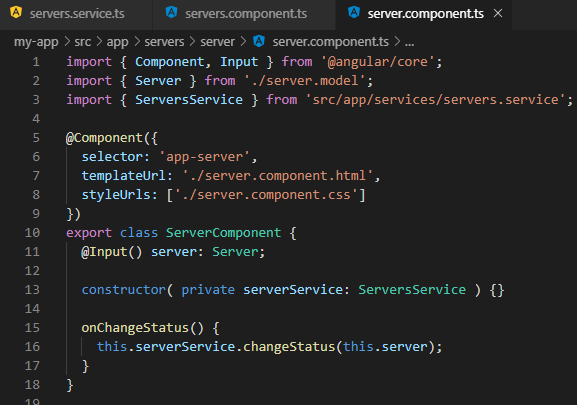 servers.service.ts servers.component.ts server.component.ts ×
my-app > src > app > servers > server > server.component.ts > ...
1 import { Component, Input } from '@angular/core';
2 import { Server } from './server.model';
3 import { ServersService } from 'src/app/services/servers.service';
4
5 @Component({
6 selector: 'app-server',
7 templateUrl: './server.component.html',
8 styleUrls: ['./server.component.css']
9 })
10 export class ServerComponent {
11 @Input() server: Server;
12
13 constructor( private serverService: ServersService ) {}
14
15 onChangeStatus() {
16 this.serverService.changeStatus(this.server);
17 }
18 }
19